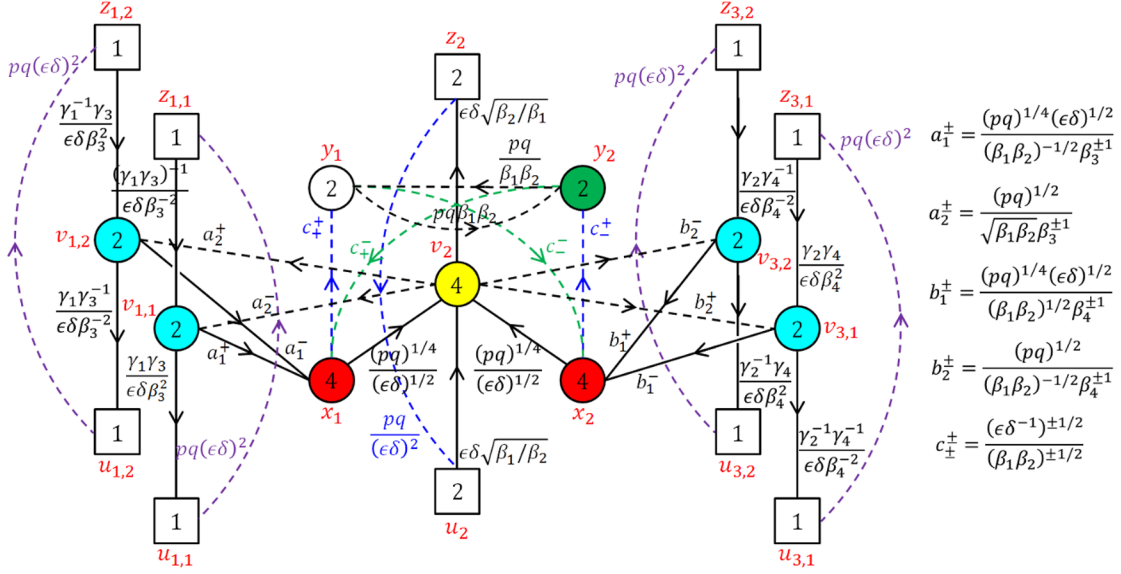 z_{1,2}
1
pq(ϵδ)^2
γ_1^{-1}γ_3 / ϵδβ_3^2
z_{1,1}
1
(γ_1γ_3)^{-1} / ϵδβ_3^{-2}
v_{1,2}
2
γ_1γ_3^{-1} / ϵδβ_3^{-2}
v_{1,1}
2
γ_1γ_3 / ϵδβ_3^2
1
u_{1,2}
pq(ϵδ)^2
1
u_{1,1}
a_2^+
a_2^-
a_1^+
a_1^-
z_2
2
ϵδ√β_2/β_1
y_1
2
pq / β_1β_2
y_2
2
pqβ_1β_2
c_+^+
c_+^-
c_-^-
c_-^+
v_2
4
4
x_1
(pq)^{1/4} / (ϵδ)^{1/2}
(pq)^{1/4} / (ϵδ)^{1/2}
4
x_2
pq / (ϵδ)^2
ϵδ√β_1/β_2
2
u_2
b_2^-
b_2^+
b_1^+
b_1^-
z_{3,2}
1
pq(ϵδ)^2
z_{3,1}
1
pq(ϵδ)^2
γ_2γ_4^{-1} / ϵδβ_4^{-2}
2
v_{3,2}
γ_2γ_4 / ϵδβ_4^2
2
v_{3,1}
γ_2^{-1}γ_4 / ϵδβ_4^2
1
u_{3,2}
γ_2^{-1}γ_4^{-1} / ϵδβ_4^{-2}
1
u_{3,1}
a_1^± = (pq)^{1/4}(ϵδ)^{1/2} / (β_1β_2)^{-1/2}β_3^{±1}
a_2^± = (pq)^{1/2} / √β_1β_2β_3^{±1}
b_1^± = (pq)^{1/4}(ϵδ)^{1/2} / (β_1β_2)^{1/2}β_4^{±1}
b_2^± = (pq)^{1/2} / (β_1β_2)^{-1/2}β_4^{±1}
c_±^± = (ϵδ^{-1})^{±1/2} / (β_1β_2)^{±1/2}